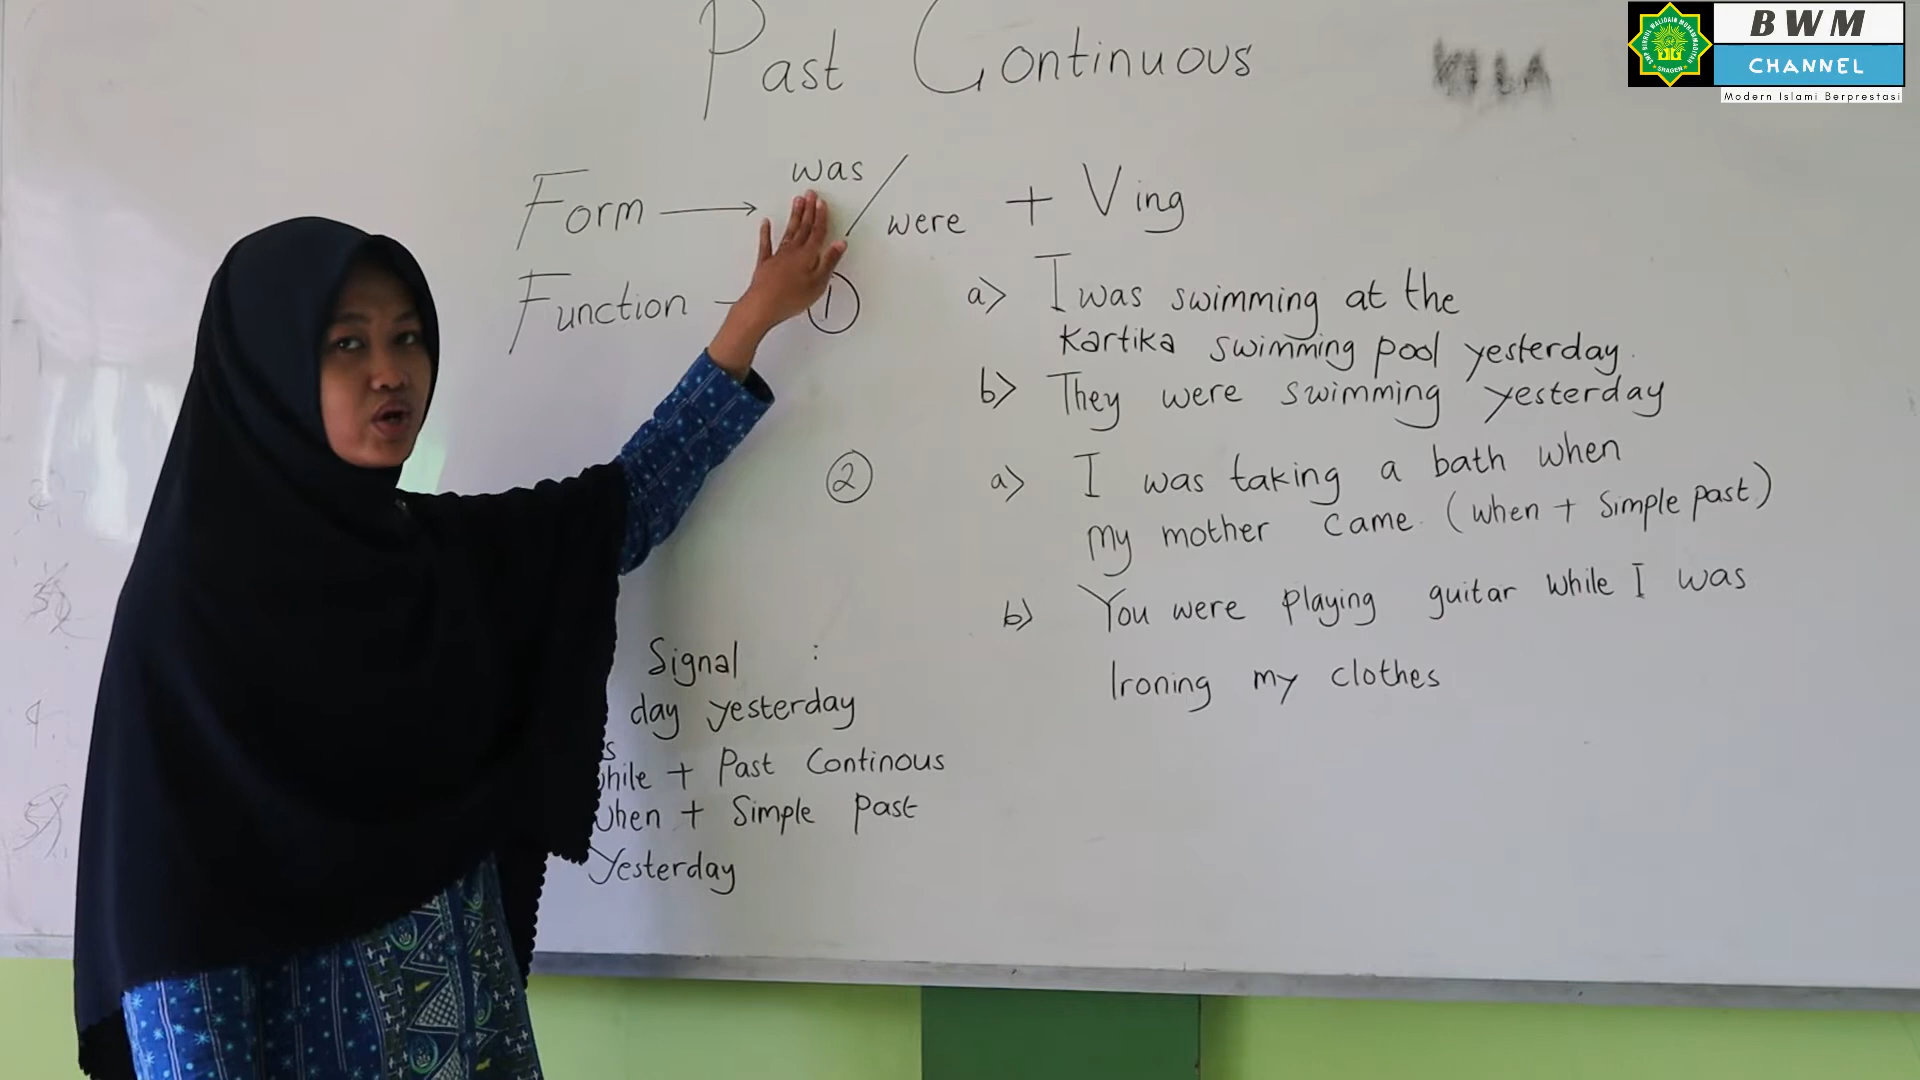 Past Continuous
BWM
CHANNEL
Modern Islami Berprestasi
Form → was / were + Ving
Function - ① a> I was swimming at the
Kartika swimming pool yesterday.
b> They were swimming yesterday
② a> I was taking a bath when
my mother came. (when + simple past)
b> You were playing guitar while I was
Ironing my clothes
Signal :
day yesterday
hile + Past Continous
when + Simple past
Yesterday